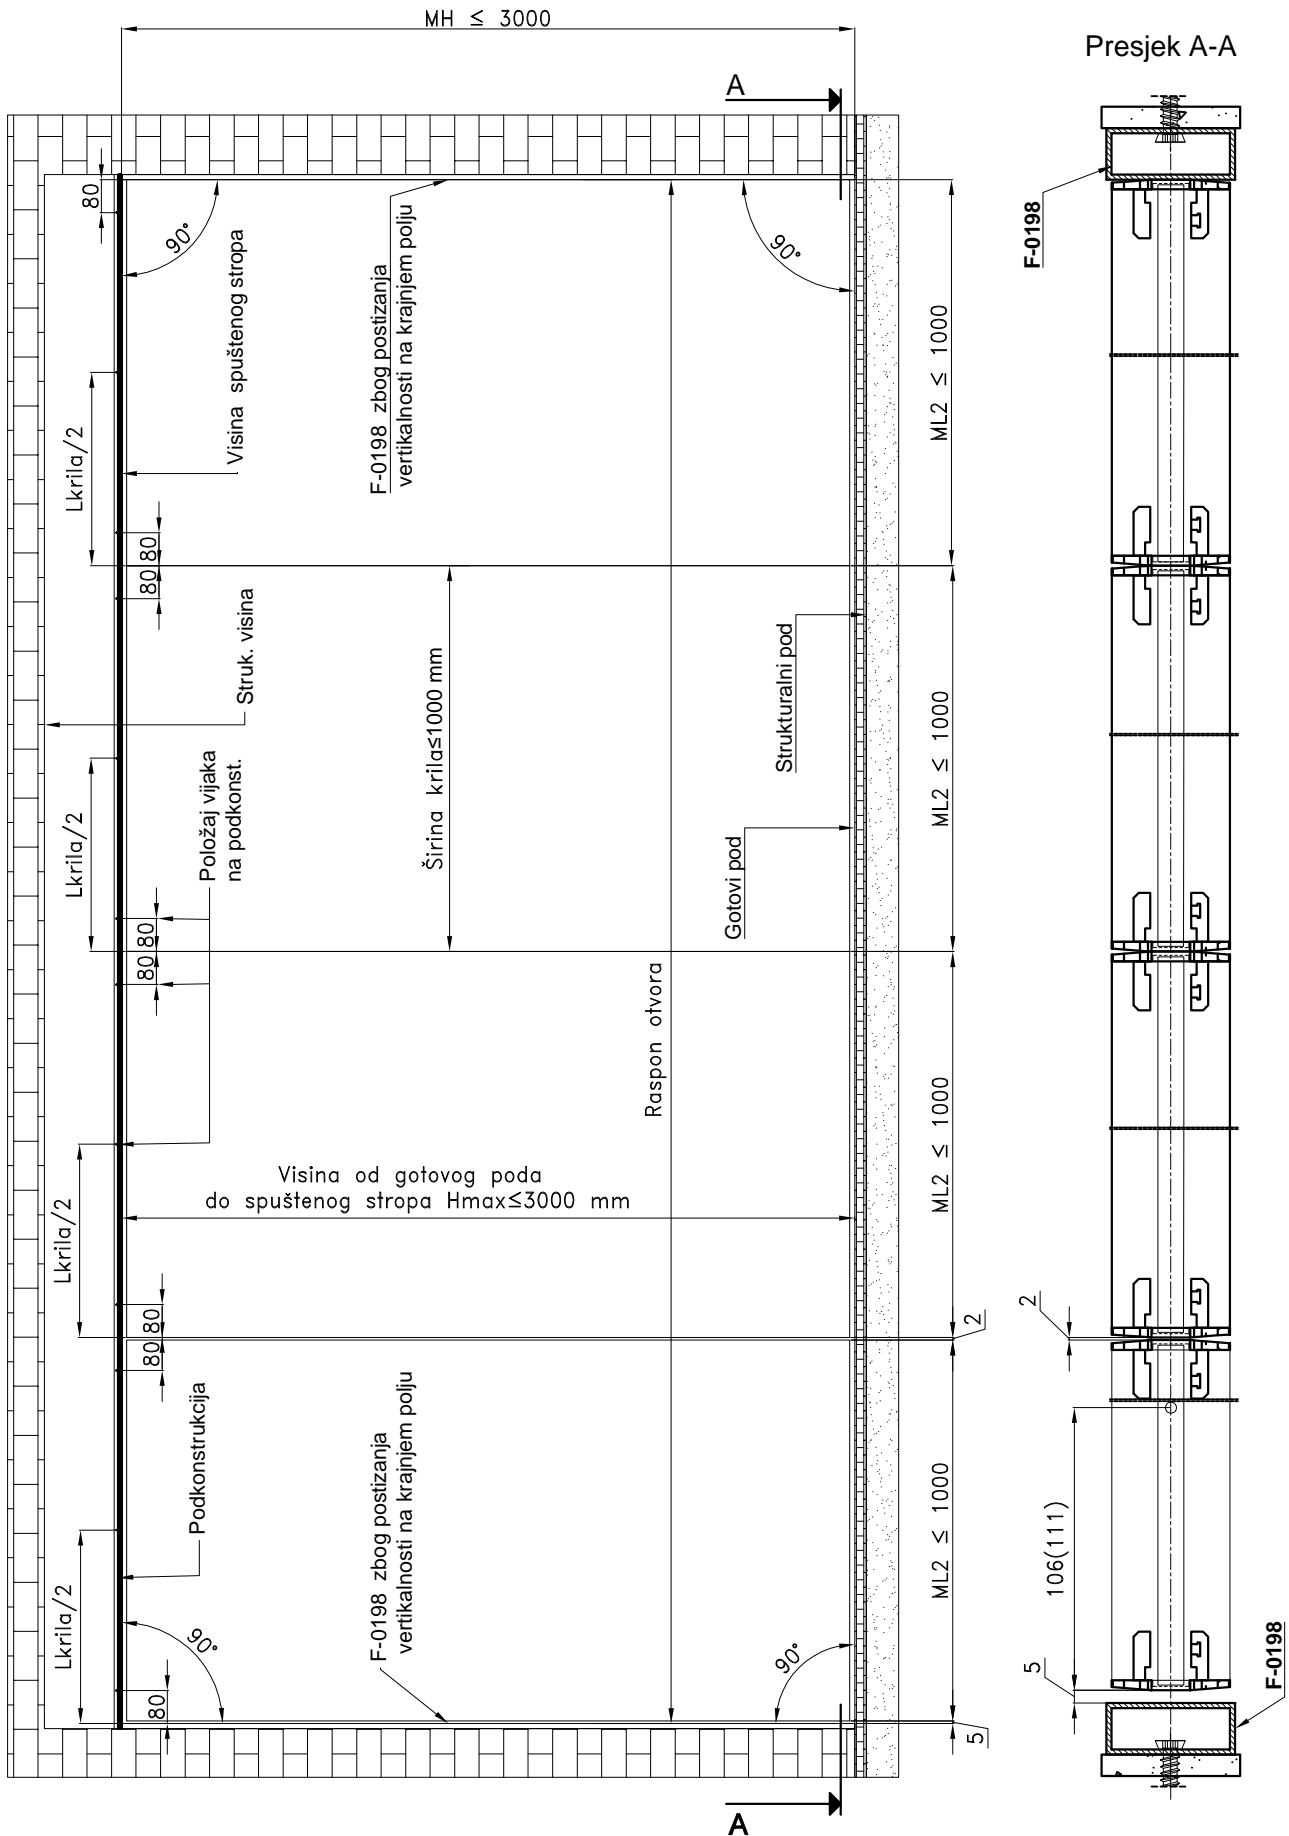 MH ≤ 3000
Presjek A-A
A
F-0198
80
90°
90°
Visina spuštenog stropa
F-0198 zbog postizanja
vertikalnosti na krajnjem polju
ML2 ≤ 1000
Lkrila/2
80
80
Struk. visina
Širina krila≤1000 mm
Strukturalni pod
ML2 ≤ 1000
Položaj vijaka
na podkonst.
Lkrila/2
Gotovi pod
80
80
Raspon otvora
ML2 ≤ 1000
Visina od gotovog poda
do spuštenog stropa Hmax≤3000 mm
Lkrila/2
80
80
2
2
Podkonstrukcija
F-0198 zbog postizanja
vertikalnosti na krajnjem polju
ML2 ≤ 1000
106(111)
Lkrila/2
90°
90°
80
5
5
F-0198
A